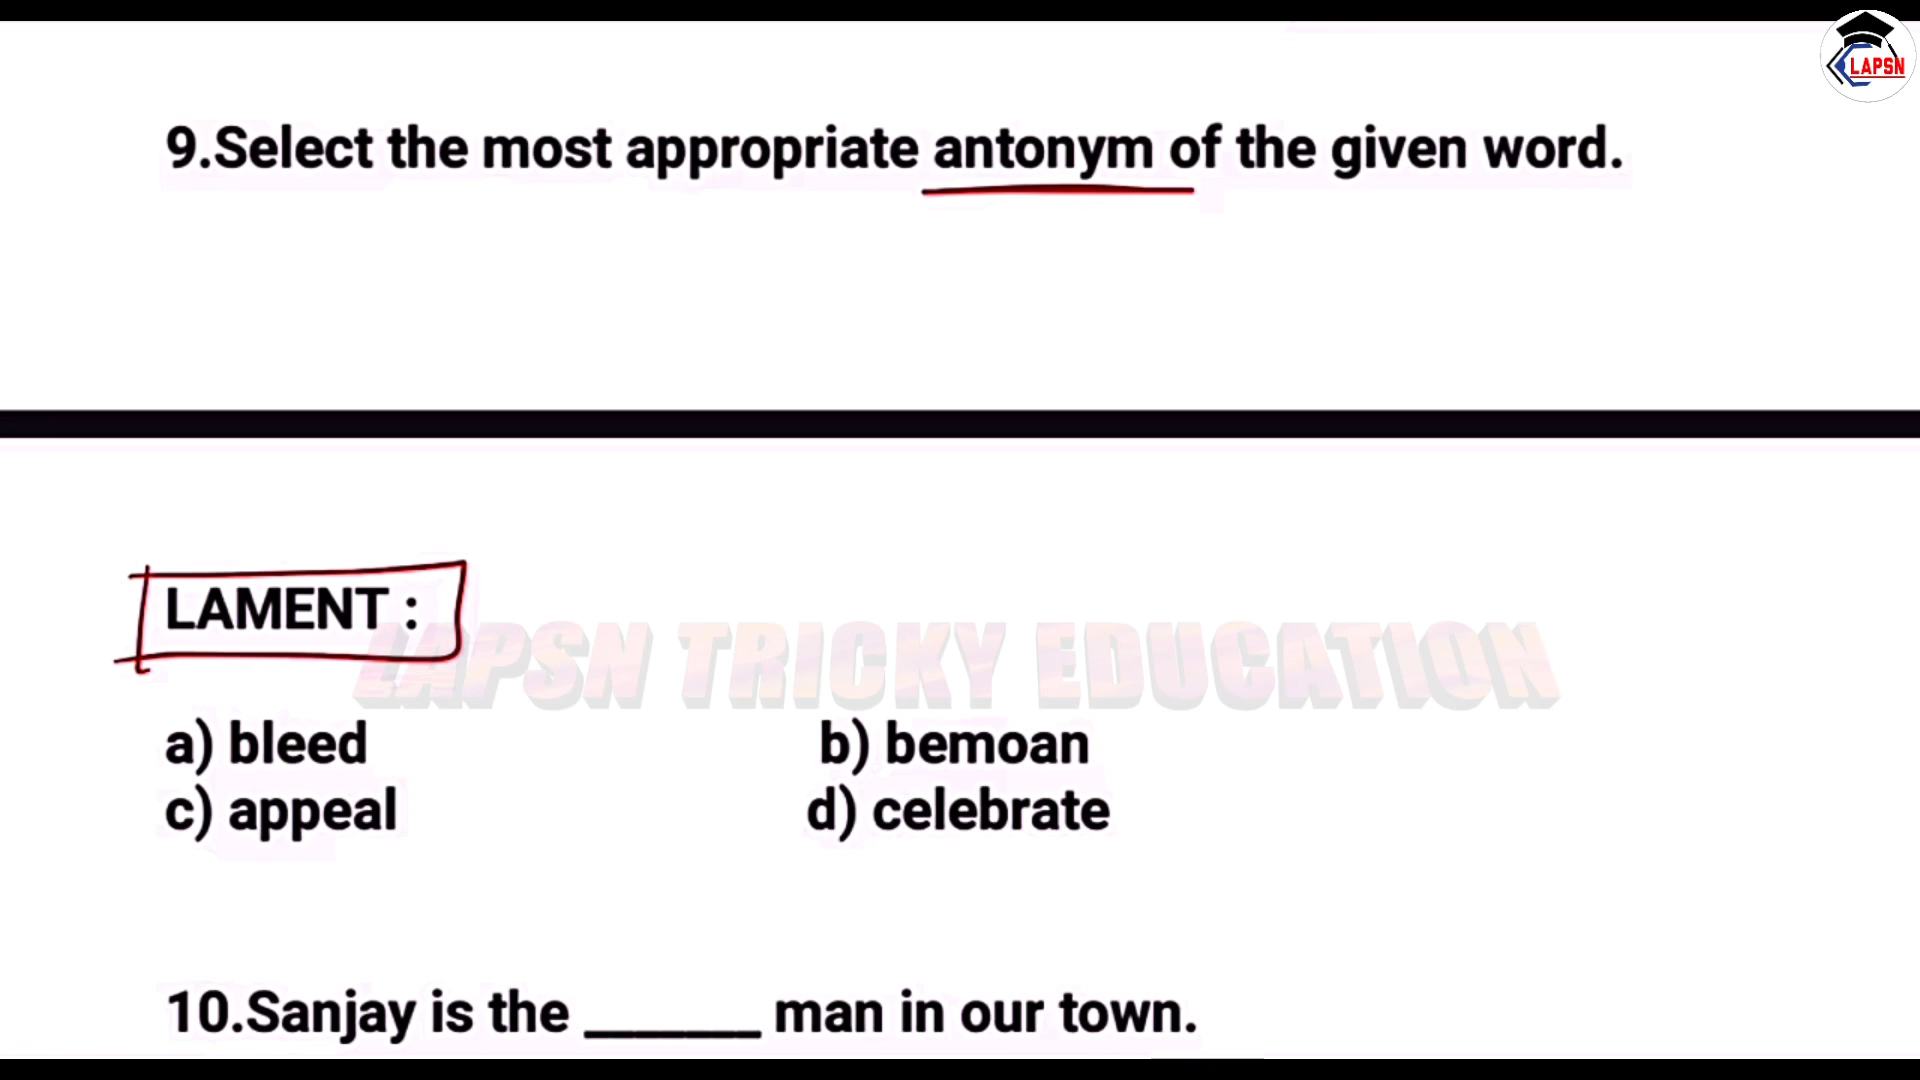 LAPSN
9.Select the most appropriate antonym of the given word.
LAMENT :
LAPSN TRICKY EDUCATION
a) bleed b) bemoan
c) appeal d) celebrate
10.Sanjay is the ______ man in our town.